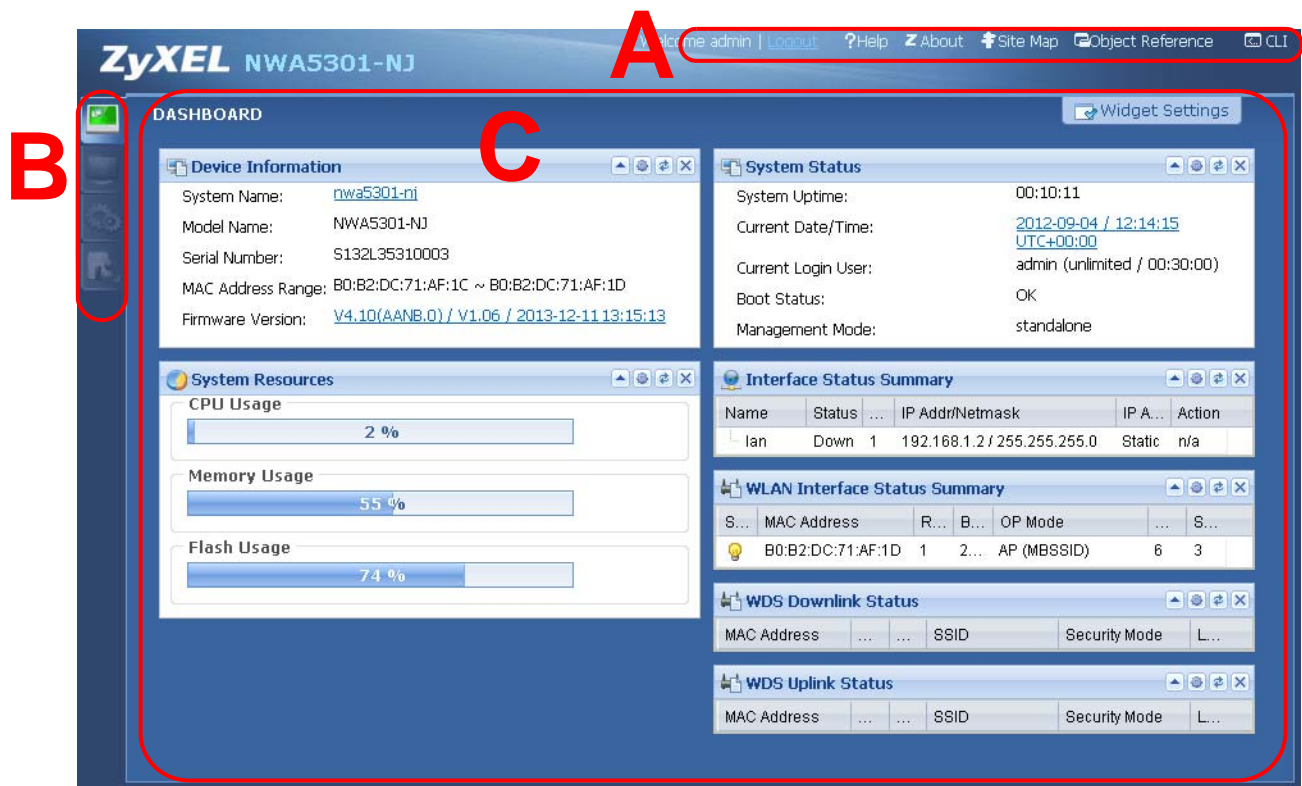 A
Welcome admin | Logout ?Help Z About Site Map Object Reference CLI
ZyXEL NWA5301-NJ
B
C
DASHBOARD
Widget Settings
Device Information
System Name: nwa5301-nj
Model Name: NWA5301-NJ
Serial Number: S132L35310003
MAC Address Range: B0:B2:DC:71:AF:1C ~ B0:B2:DC:71:AF:1D
Firmware Version: V4.10(AANB.0) / V1.06 / 2013-12-11 13:15:13
System Resources
CPU Usage
2 %
Memory Usage
55 %
Flash Usage
74 %
System Status
System Uptime: 00:10:11
Current Date/Time: 2012-09-04 / 12:14:15
UTC+00:00
Current Login User: admin (unlimited / 00:30:00)
Boot Status: OK
Management Mode: standalone
Interface Status Summary
Name Status ... IP Addr/Netmask IP A... Action
lan Down 1 192.168.1.2 / 255.255.255.0 Static n/a
WLAN Interface Status Summary
S... MAC Address R... B... OP Mode ... S...
B0:B2:DC:71:AF:1D 1 2... AP (MBSSID) 6 3
WDS Downlink Status
MAC Address ... ... SSID Security Mode L...
WDS Uplink Status
MAC Address ... ... SSID Security Mode L...